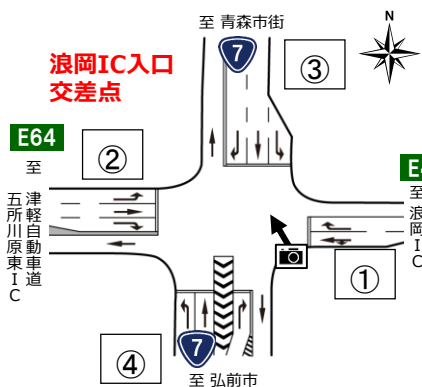 至 青森市街
N
7
③
浪岡IC入口
交差点
E64
至 津軽自動車道
五所川原東IC
②
至 浪岡IC
①
④
7
至 弘前市